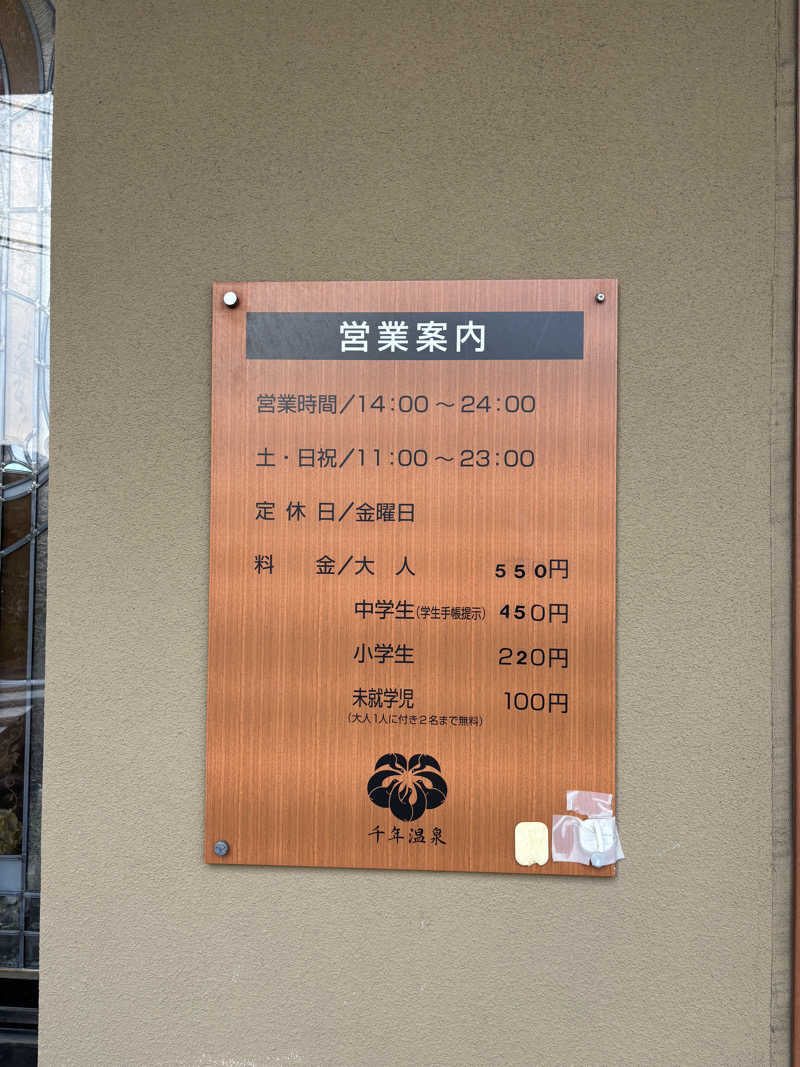 営業案内
営業時間/14:00 ～ 24:00
土・日祝/11:00 ～ 23:00
定 休 日/金曜日
料　金/大　人　550円
中学生(学生手帳提示)　450円
小学生　220円
未就学児　100円
(大人1人に付き2名まで無料)
千年温泉